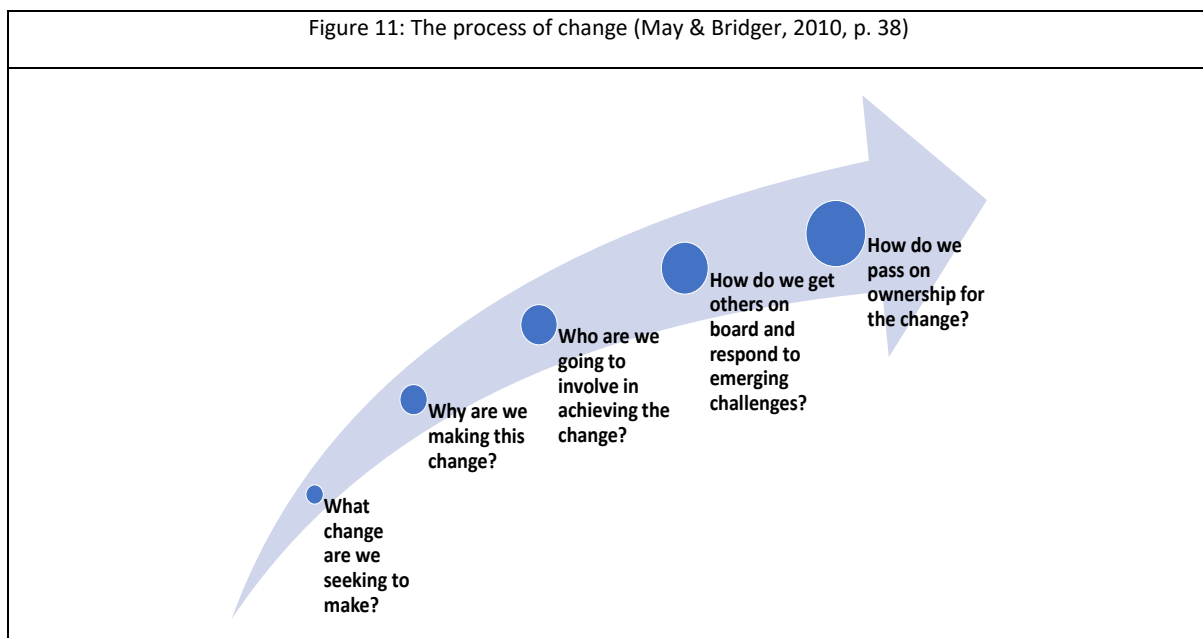 Figure 11: The process of change (May & Bridger, 2010, p. 38)
What
change
are we
seeking to
make?
Why are we
making this
change?
Who are we
going to
involve in
achieving the
change?
How do we get
others on
board and
respond to
emerging
challenges?
How do we
pass on
ownership for
the change?